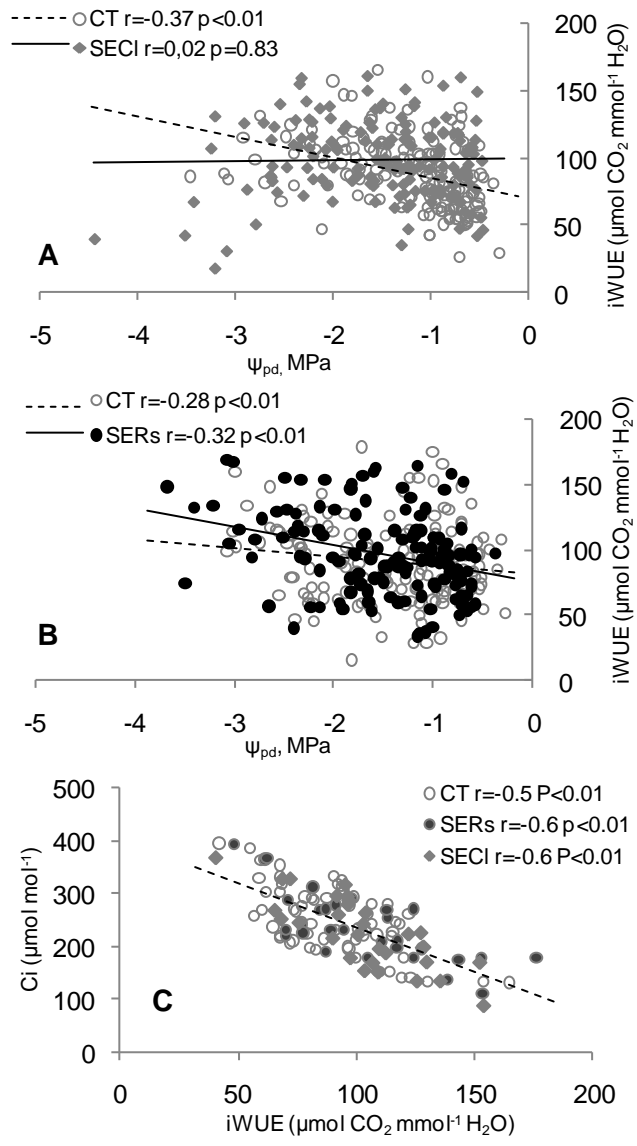 CT r=-0.37 p<0.01
SECl r=0,02 p=0.83
200
150
100
50
0
iWUE (µmol CO2 mmol-1 H2O)
A
-5 -4 -3 -2 -1 0
Ψpd, MPa
CT r=-0.28 p<0.01
SERs r=-0.32 p<0.01
200
150
100
50
0
iWUE (µmol CO2 mmol-1 H2O)
B
-5 -4 -3 -2 -1 0
Ψpd, MPa
500
400
300
200
100
0
Ci (µmol mol-1)
CT r=-0.5 P<0.01
SERs r=-0.6 p<0.01
SECl r=-0.6 P<0.01
C
0 50 100 150 200
iWUE (µmol CO2 mmol-1 H2O)